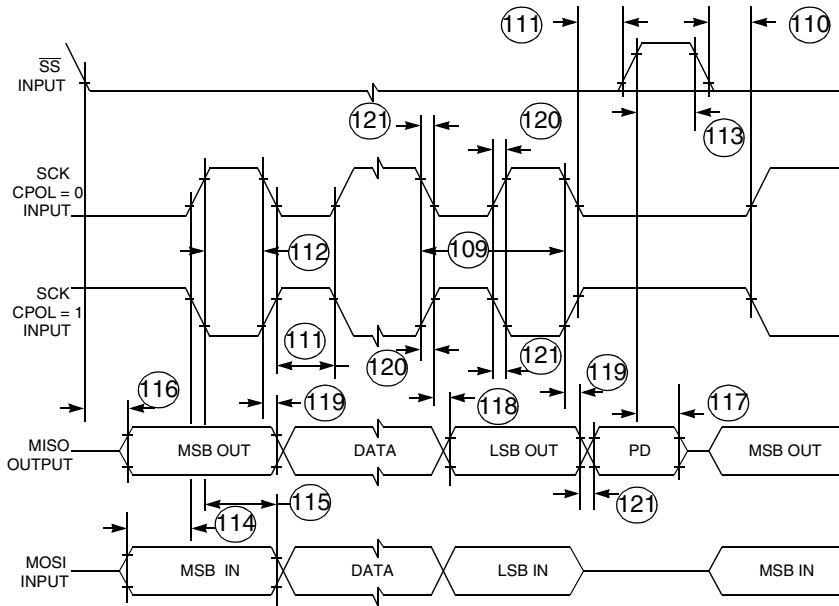 111
110
SS
INPUT
121
120
113
SCK
CPOL = 0
INPUT
112
109
SCK
CPOL = 1
INPUT
111
120
121
116
119
118
119
117
MISO
OUTPUT
MSB OUT
DATA
LSB OUT
PD
MSB OUT
115
121
114
MOSI
INPUT
MSB IN
DATA
LSB IN
MSB IN